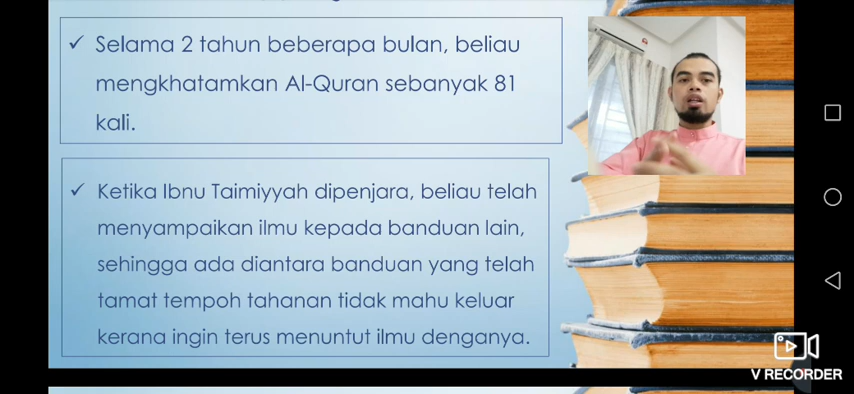 ✓ Selama 2 tahun beberapa bulan, beliau
mengkhatamkan Al-Quran sebanyak 81
kali.
✓ Ketika Ibnu Taimiyyah dipenjara, beliau telah
menyampaikan ilmu kepada banduan lain,
sehingga ada diantara banduan yang telah
tamat tempoh tahanan tidak mahu keluar
kerana ingin terus menuntut ilmu denganya.
V RECORDER